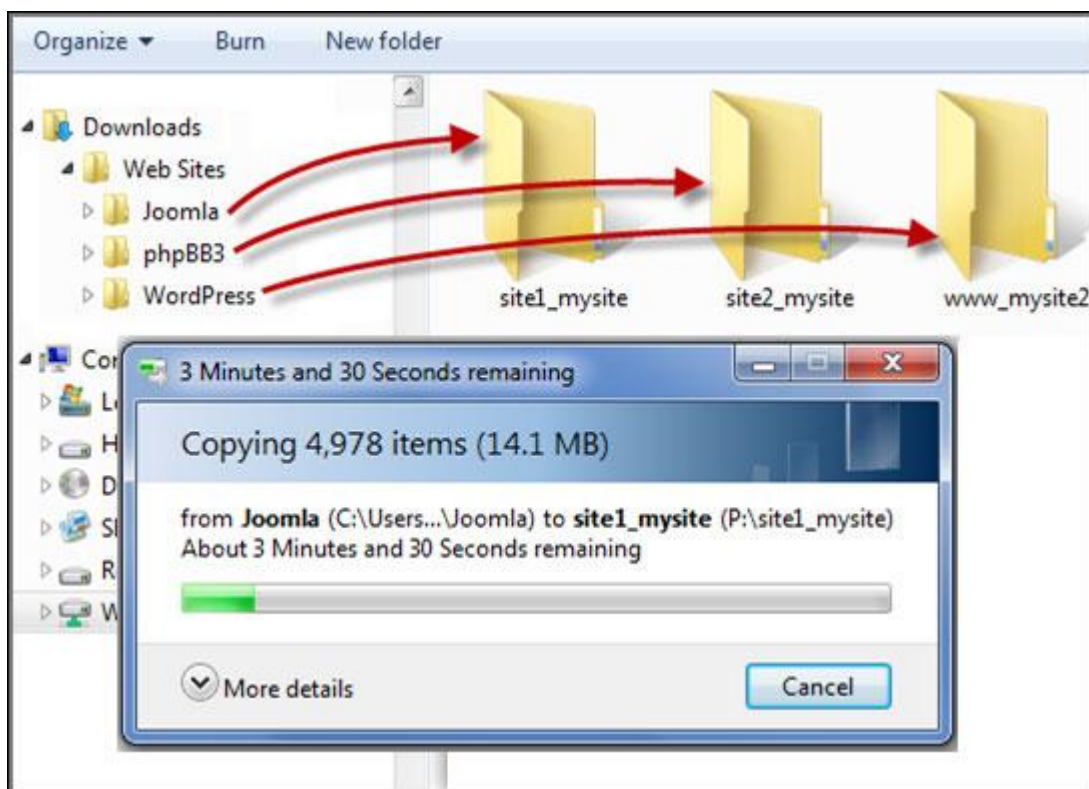 Organize Burn New folder
Downloads
Web Sites
Joomla
phpBB3
WordPress
site1_mysite site2_mysite www_mysite2
3 Minutes and 30 Seconds remaining
Copying 4,978 items (14.1 MB)
from Joomla (C:\Users...\Joomla) to site1_mysite (P:\site1_mysite)
About 3 Minutes and 30 Seconds remaining
More details Cancel